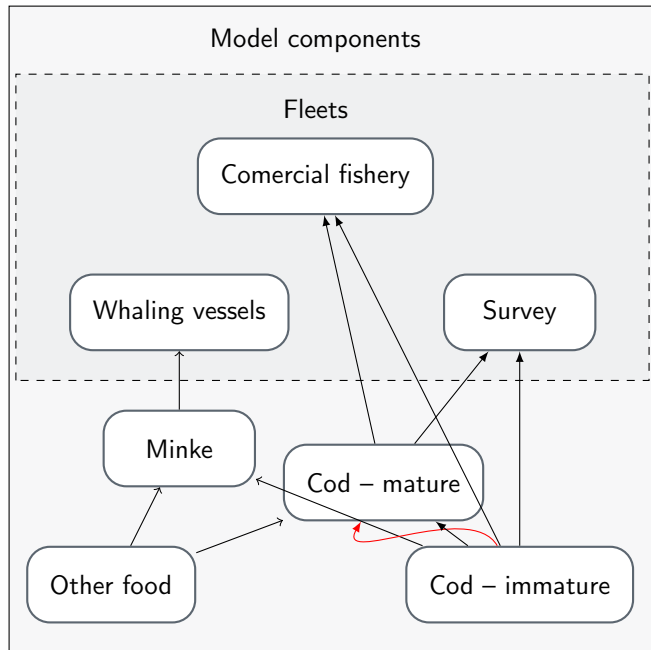 Model components
Fleets
Comercial fishery
Whaling vessels
Survey
Minke
Cod – mature
Other food
Cod – immature